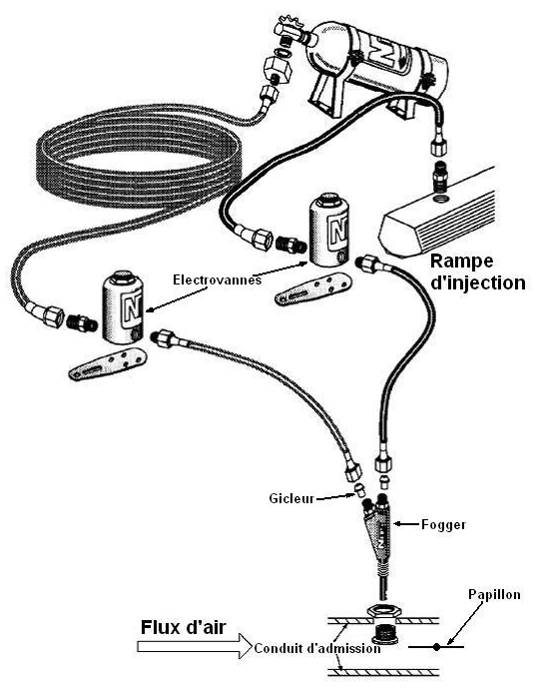 N
N
Rampe
d'injection
Electrovannes
N
Gicleur
Fogger
Papillon
Flux d'air
Conduit d'admission